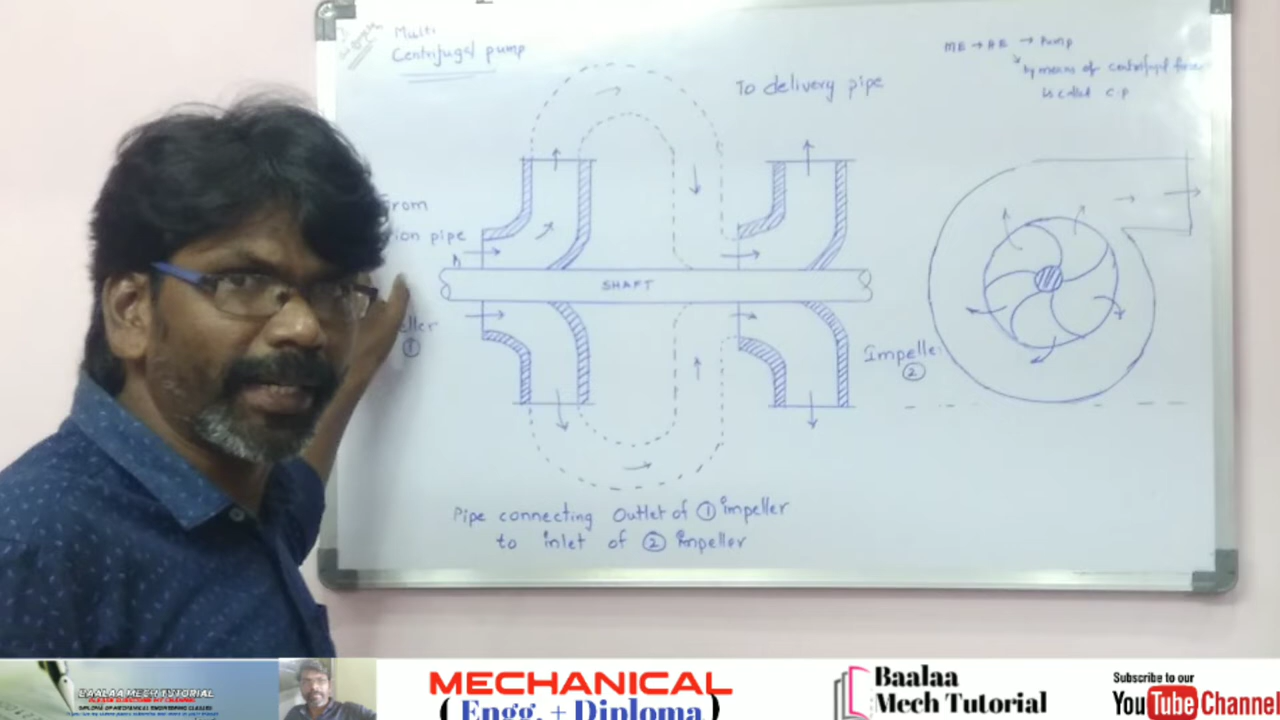 Multi
Centrifugal pump
ME → HE → Pump
by means of centrifugal force
is called C.P
To delivery pipe
From
pipe
SHAFT
①
Impelle
②
Pipe connecting Outlet of ① impeller
to inlet of ② impeller
BAALAA MECH TUTORIAL
MECHANICAL
( Engg. + Diploma )
Baalaa
Mech Tutorial
Subscribe to our
YouTube Channel